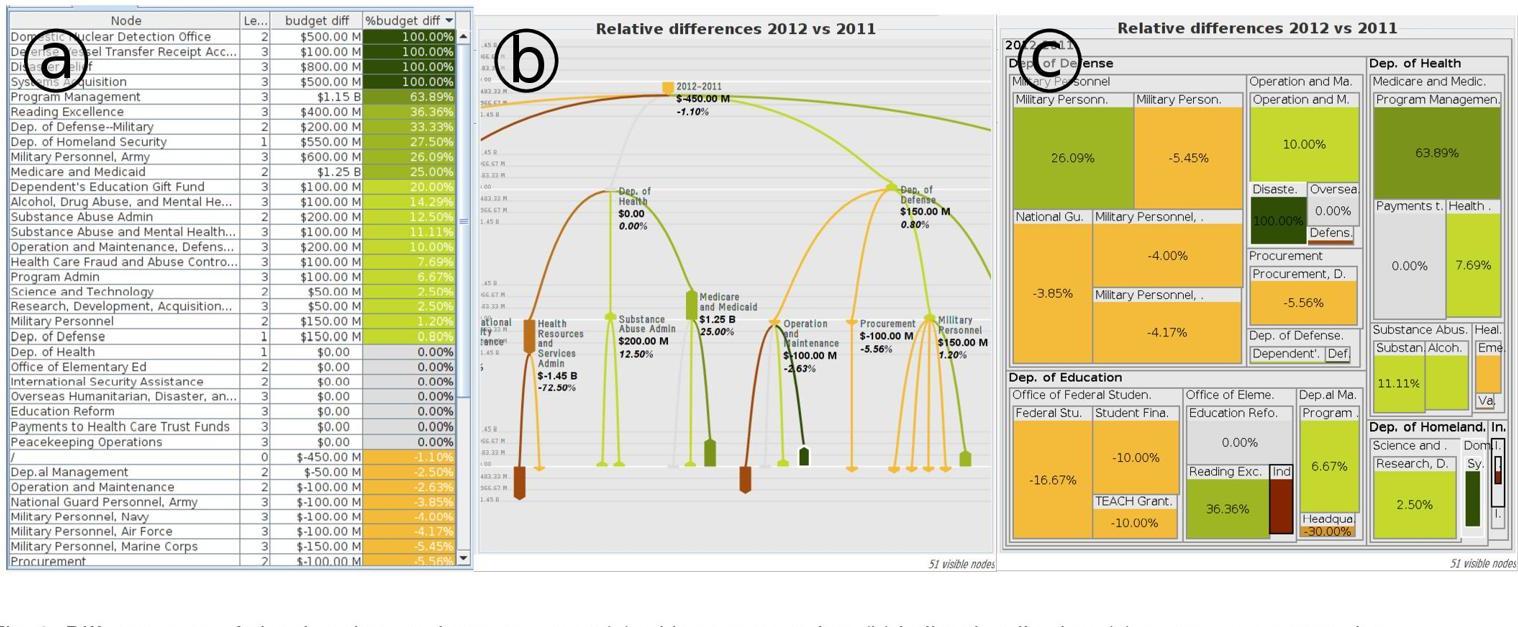 Node Le... budget diff %budget diff
Domestic Nuclear Detection Office 2 $500.00 M 100.00%
Defense Vessel Transfer Receipt Acc... 3 $100.00 M 100.00%
Disaster Relief 3 $800.00 M 100.00%
Systems Acquisition 3 $500.00 M 100.00%
Program Management 3 $1.15 B 63.89%
Reading Excellence 3 $400.00 M 36.36%
Dep. of Defense--Military 2 $200.00 M 33.33%
Dep. of Homeland Security 1 $550.00 M 27.50%
Military Personnel, Army 3 $600.00 M 26.09%
Medicare and Medicaid 2 $1.25 B 25.00%
Dependent's Education Gift Fund 3 $100.00 M 20.00%
Alcohol, Drug Abuse, and Mental He... 3 $100.00 M 14.29%
Substance Abuse Admin 2 $200.00 M 12.50%
Substance Abuse and Mental Health... 3 $100.00 M 11.11%
Operation and Maintenance, Defens... 3 $200.00 M 10.00%
Health Care Fraud and Abuse Contro... 3 $100.00 M 7.69%
Program Admin 3 $100.00 M 6.67%
Science and Technology 2 $50.00 M 2.50%
Research, Development, Acquisition... 3 $50.00 M 2.50%
Military Personnel 2 $150.00 M 1.20%
Dep. of Defense 1 $150.00 M 0.80%
Dep. of Health 1 $0.00 0.00%
Office of Elementary Ed 2 $0.00 0.00%
International Security Assistance 2 $0.00 0.00%
Overseas Humanitarian, Disaster, an... 3 $0.00 0.00%
Education Reform 3 $0.00 0.00%
Payments to Health Care Trust Funds 3 $0.00 0.00%
Peacekeeping Operations 3 $0.00 0.00%
/ 0 $-450.00 M -1.10%
Dep.al Management 2 $-50.00 M -2.50%
Operation and Maintenance 2 $-100.00 M -2.63%
National Guard Personnel, Army 3 $-100.00 M -3.85%
Military Personnel, Navy 3 $-100.00 M -4.00%
Military Personnel, Air Force 3 $-100.00 M -4.17%
Military Personnel, Marine Corps 3 $-150.00 M -5.45%
Procurement 2 $-100.00 M -5.56%
a
b
Relative differences 2012 vs 2011
2012-2011
$-450.00 M
-1.10%
Dep. of
Health
$0.00
0.00%
Dep. of
Defense
$150.00 M
0.80%
Health
Resources
and
Services
Admin
$-1.45 B
-72.50%
Substance
Abuse Admin
$200.00 M
12.50%
Medicare
and Medicaid
$1.25 B
25.00%
Operation
and
Maintenance
$-100.00 M
-2.63%
Procurement
$-100.00 M
-5.56%
Military
Personnel
$150.00 M
1.20%
51 visible nodes
c
Relative differences 2012 vs 2011
2012-2011
Dep. of Defense
Military Personnel
Military Personn. Military Person.
26.09% -5.45%
National Gu. Military Personnel, .
-3.85% -4.00%
Military Personnel, .
-4.17%
Operation and Ma.
Operation and M.
10.00%
Disaste. Oversea.
100.00% 0.00%
Defens.
Procurement
Procurement, D.
-5.56%
Dep. of Defense.
Dependent'. Def.
Dep. of Health
Medicare and Medic.
Program Managemen.
63.89%
Payments t. Health .
0.00% 7.69%
Substance Abus. Heal.
Substan. Alcoh. Eme.
11.11%
Va.
Dep. of Education
Office of Federal Studen.
Federal Stu. Student Fina.
-16.67% -10.00%
TEACH Grant.
-10.00%
Office of Eleme.
Education Refo.
0.00%
Reading Exc. Ind
36.36%
Dep.al Ma.
Program .
6.67%
Headqua.
-30.00%
Dep. of Homeland. In.
Science and . Dom.
Research, D. Sy.
2.50%
51 visible nodes